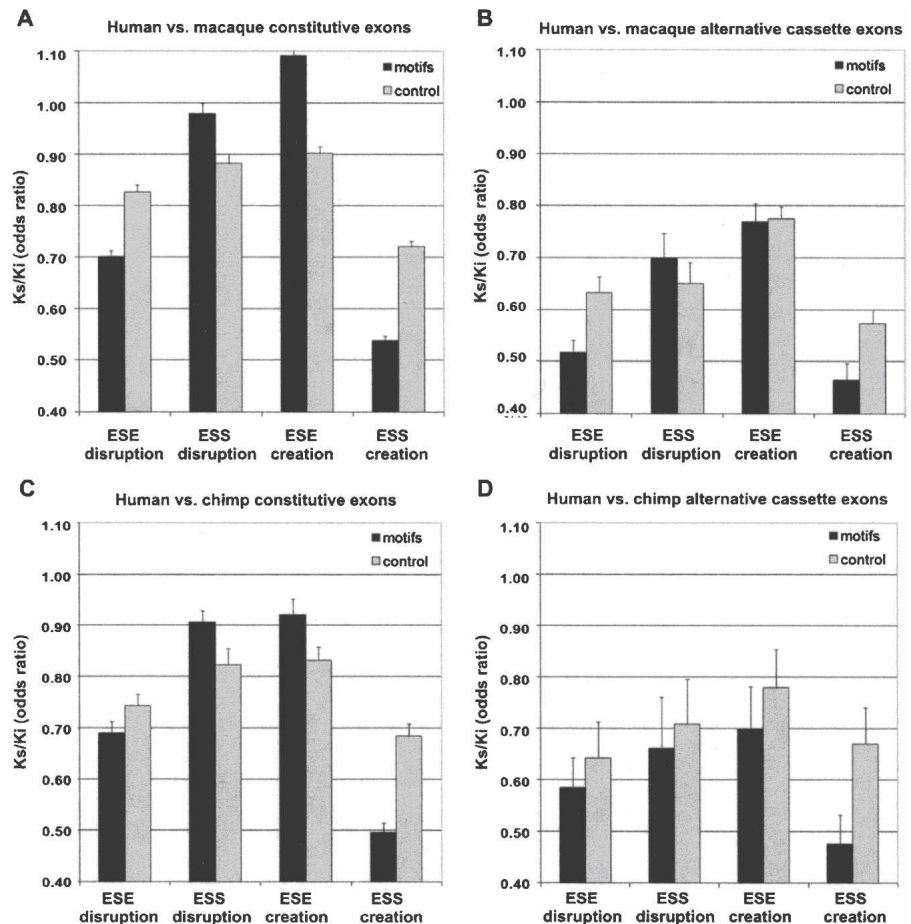 A
Human vs. macaque constitutive exons
1.10
1.00
0.90
0.80
0.70
0.60
0.50
0.40
Ks/Ki (odds ratio)
motifs
control
ESE disruption
ESS disruption
ESE creation
ESS creation
B
Human vs. macaque alternative cassette exons
1.10
1.00
0.90
0.80
0.70
0.60
0.50
0.40
Ks/Ki (odds ratio)
motifs
control
ESE disruption
ESS disruption
ESE creation
ESS creation
C
Human vs. chimp constitutive exons
1.10
1.00
0.90
0.80
0.70
0.60
0.50
0.40
Ks/Ki (odds ratio)
motifs
control
ESE disruption
ESS disruption
ESE creation
ESS creation
D
Human vs. chimp alternative cassette exons
1.10
1.00
0.90
0.80
0.70
0.60
0.50
0.40
Ks/Ki (odds ratio)
motifs
control
ESE disruption
ESS disruption
ESE creation
ESS creation